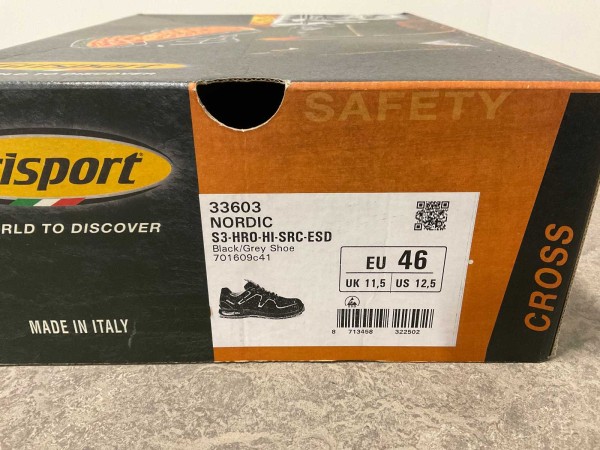 SAFETY
isport
RLD TO DISCOVER
MADE IN ITALY
33603
NORDIC
S3-HRO-HI-SRC-ESD
Black/Grey Shoe
701609c41
EU 46
UK 11,5 US 12,5
8 713458 322502
CROSS